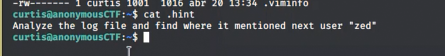 -rw------- 1 curtis 1001 1016 abr 20 13:34 .viminfo
curtis@anonymousCTF:~$ cat .hint
Analyze the log file and find where it mentioned next user "zed"
curtis@anonymousCTF:~$